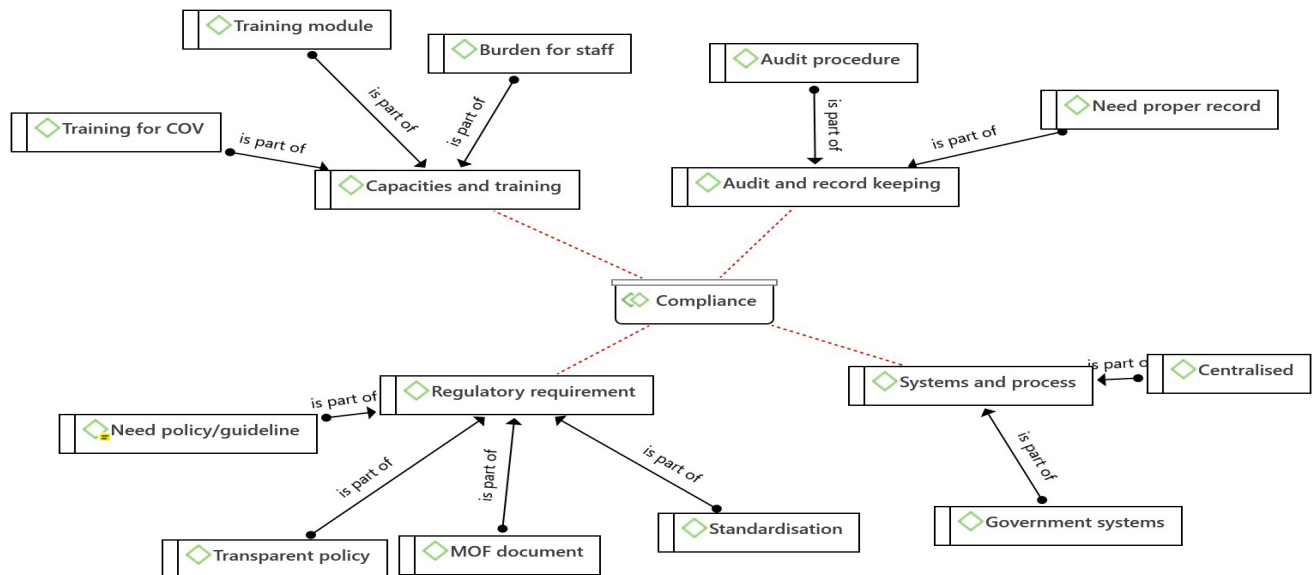 Training module
Burden for staff
Audit procedure
Training for COV
Need proper record
is part of
is part of
is part of
is part of
is part of
Capacities and training
Audit and record keeping
Compliance
Regulatory requirement
Systems and process
is part of
Centralised
is part of
Need policy/guideline
is part of
is part of
is part of
is part of
Transparent policy
MOF document
Standardisation
Government systems